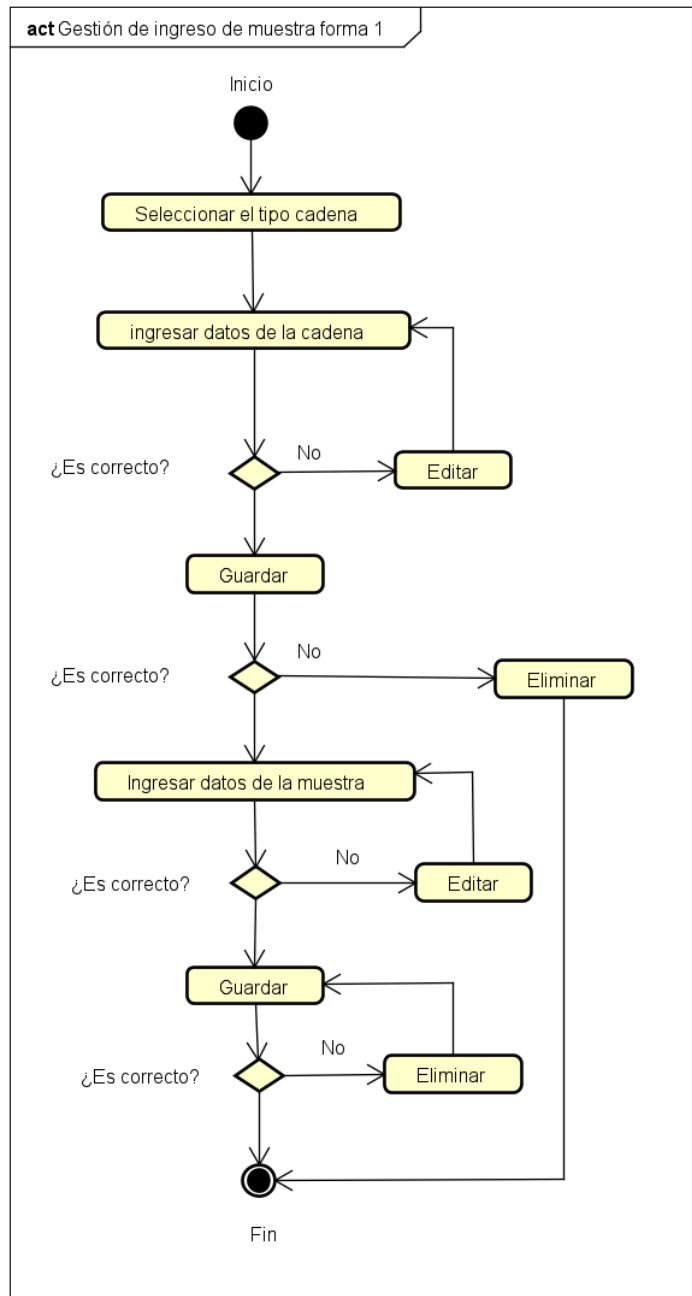 act Gestión de ingreso de muestra forma 1
Inicio
Seleccionar el tipo cadena
ingresar datos de la cadena
¿Es correcto?
No
Editar
Guardar
¿Es correcto?
No
Eliminar
Ingresar datos de la muestra
¿Es correcto?
No
Editar
Guardar
¿Es correcto?
No
Eliminar
Fin